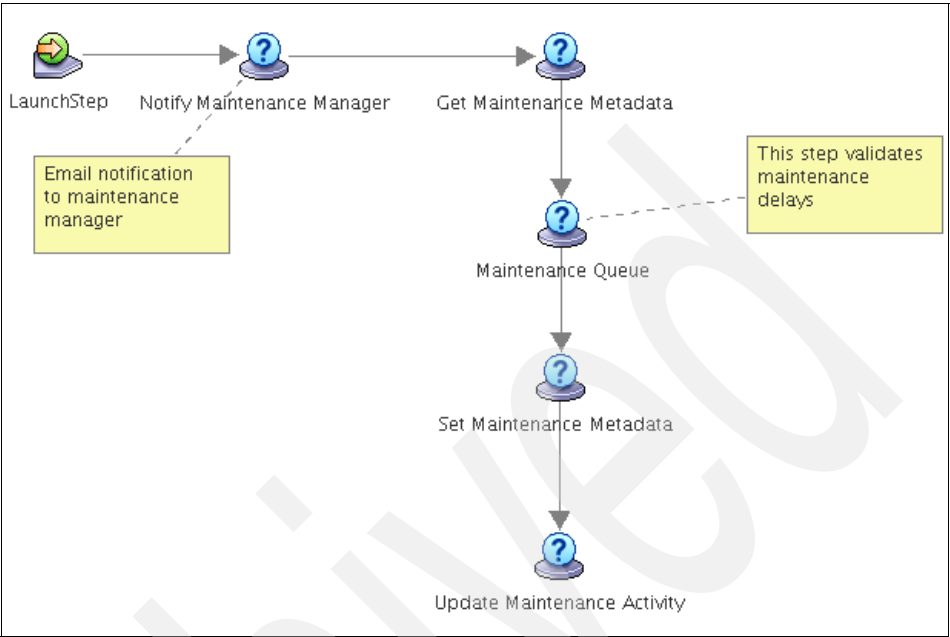 LaunchStep
Notify Maintenance Manager
Get Maintenance Metadata
Email notification
to maintenance
manager
This step validates
maintenance
delays
Maintenance Queue
Set Maintenance Metadata
Update Maintenance Activity